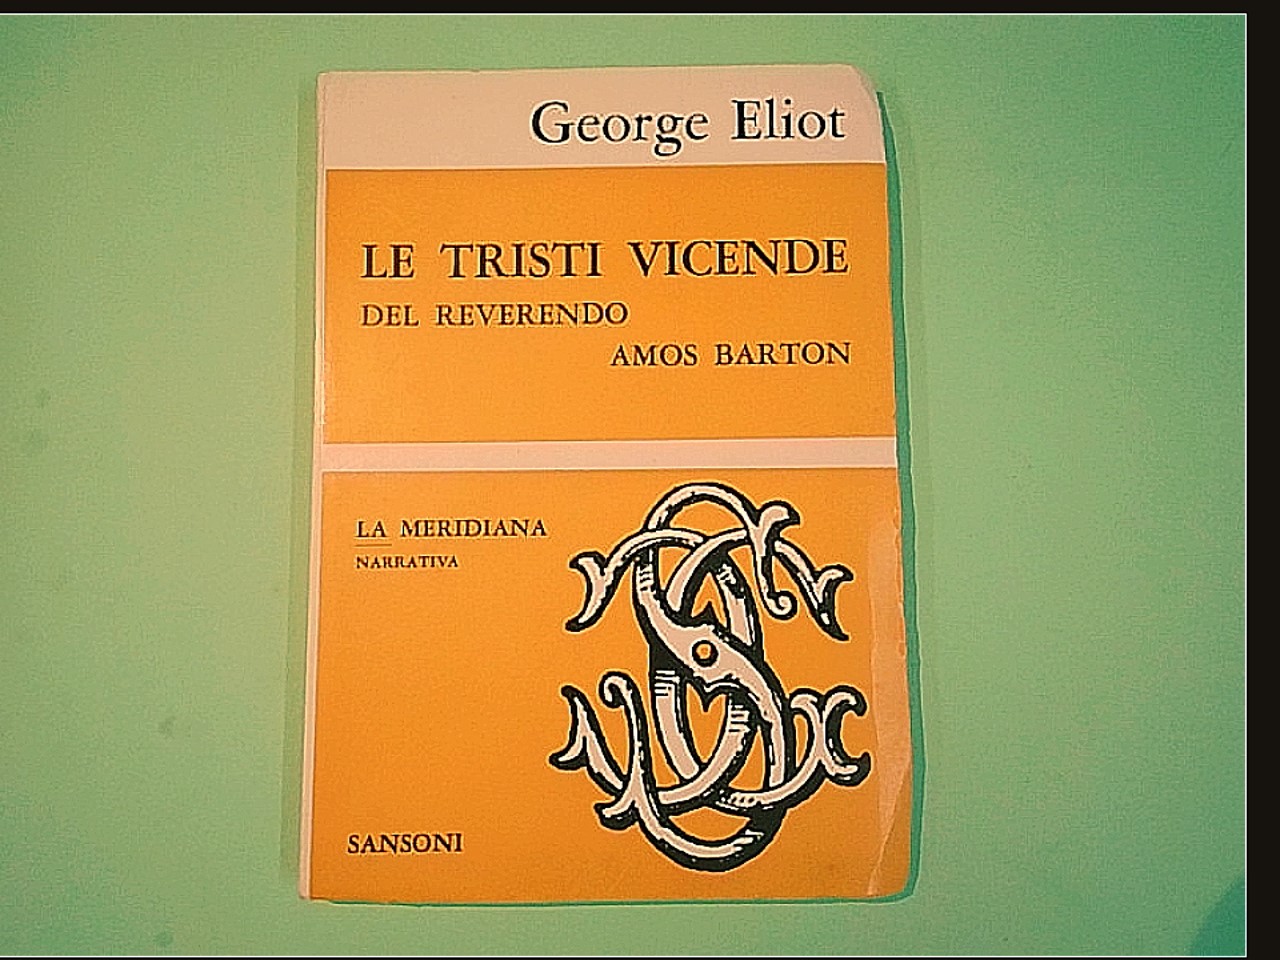 George Eliot
LE TRISTI VICENDE
DEL REVERENDO
AMOS BARTON
LA MERIDIANA
NARRATIVA
SANSONI